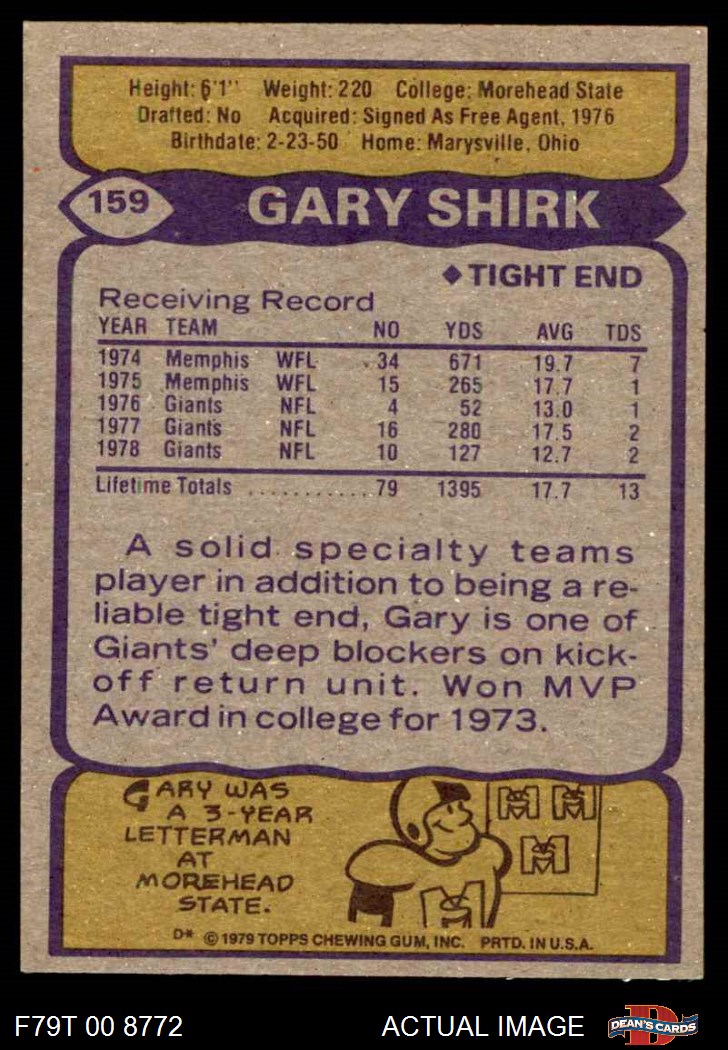 Height: 6'1'' Weight: 220 College: Morehead State
Drafted: No Acquired: Signed As Free Agent, 1976
Birthdate: 2-23-50 Home: Marysville, Ohio
159 GARY SHIRK
◆ TIGHT END
Receiving Record
YEAR TEAM NO YDS AVG TDS
1974 Memphis WFL 34 671 19.7 7
1975 Memphis WFL 15 265 17.7 1
1976 Giants NFL 4 52 13.0 1
1977 Giants NFL 16 280 17.5 2
1978 Giants NFL 10 127 12.7 2
Lifetime Totals ........... 79 1395 17.7 13
A solid specialty teams
player in addition to being a re-
liable tight end, Gary is one of
Giants' deep blockers on kick-
off return unit. Won MVP
Award in college for 1973.
GARY WAS
A 3-YEAR
LETTERMAN
AT
MOREHEAD
STATE.
M M
M
M
D* © 1979 TOPPS CHEWING GUM, INC. PRTD. IN U.S.A.
F79T 00 8772 ACTUAL IMAGE D DEAN'S CARDS